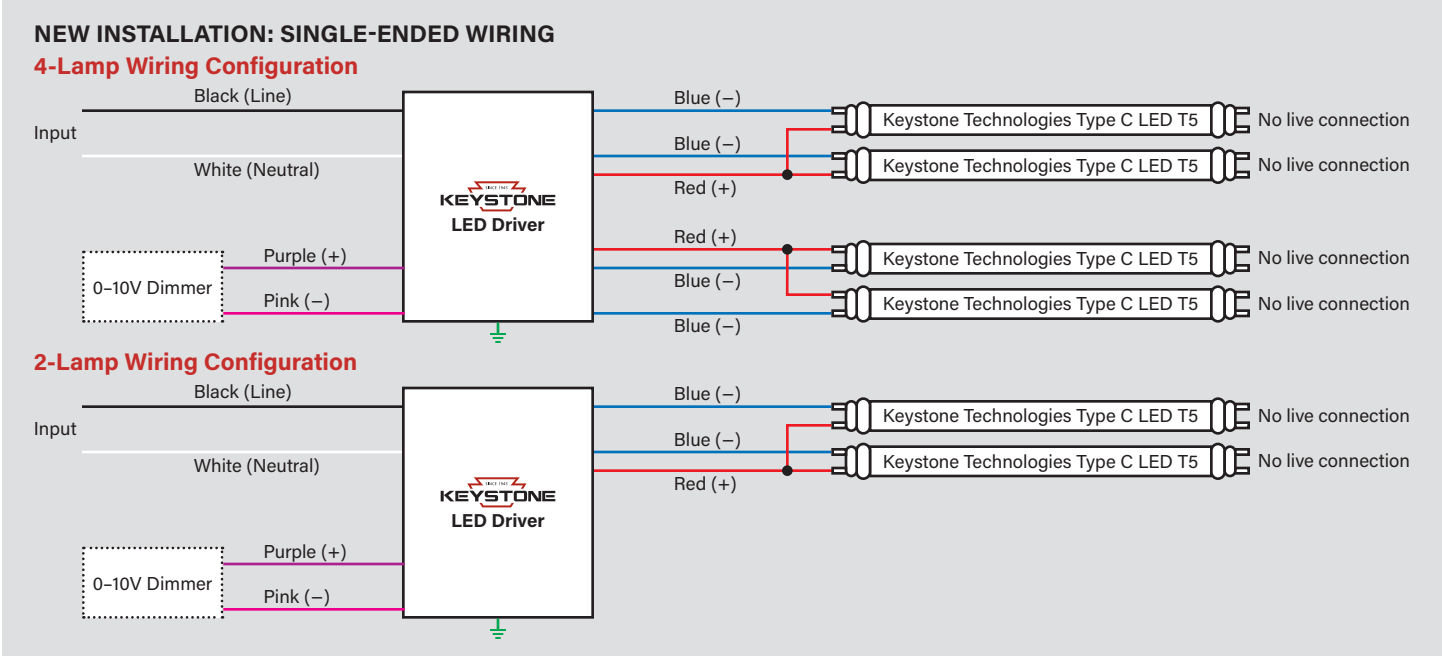 NEW INSTALLATION: SINGLE-ENDED WIRING
4-Lamp Wiring Configuration
Input
Black (Line)
White (Neutral)
0–10V Dimmer
Purple (+)
Pink (−)
SINCE 1945
KEYSTONE
LED Driver
Blue (−)
Blue (−)
Red (+)
Red (+)
Blue (−)
Blue (−)
Keystone Technologies Type C LED T5 No live connection
Keystone Technologies Type C LED T5 No live connection
Keystone Technologies Type C LED T5 No live connection
Keystone Technologies Type C LED T5 No live connection
2-Lamp Wiring Configuration
Input
Black (Line)
White (Neutral)
0–10V Dimmer
Purple (+)
Pink (−)
SINCE 1945
KEYSTONE
LED Driver
Blue (−)
Blue (−)
Red (+)
Keystone Technologies Type C LED T5 No live connection
Keystone Technologies Type C LED T5 No live connection